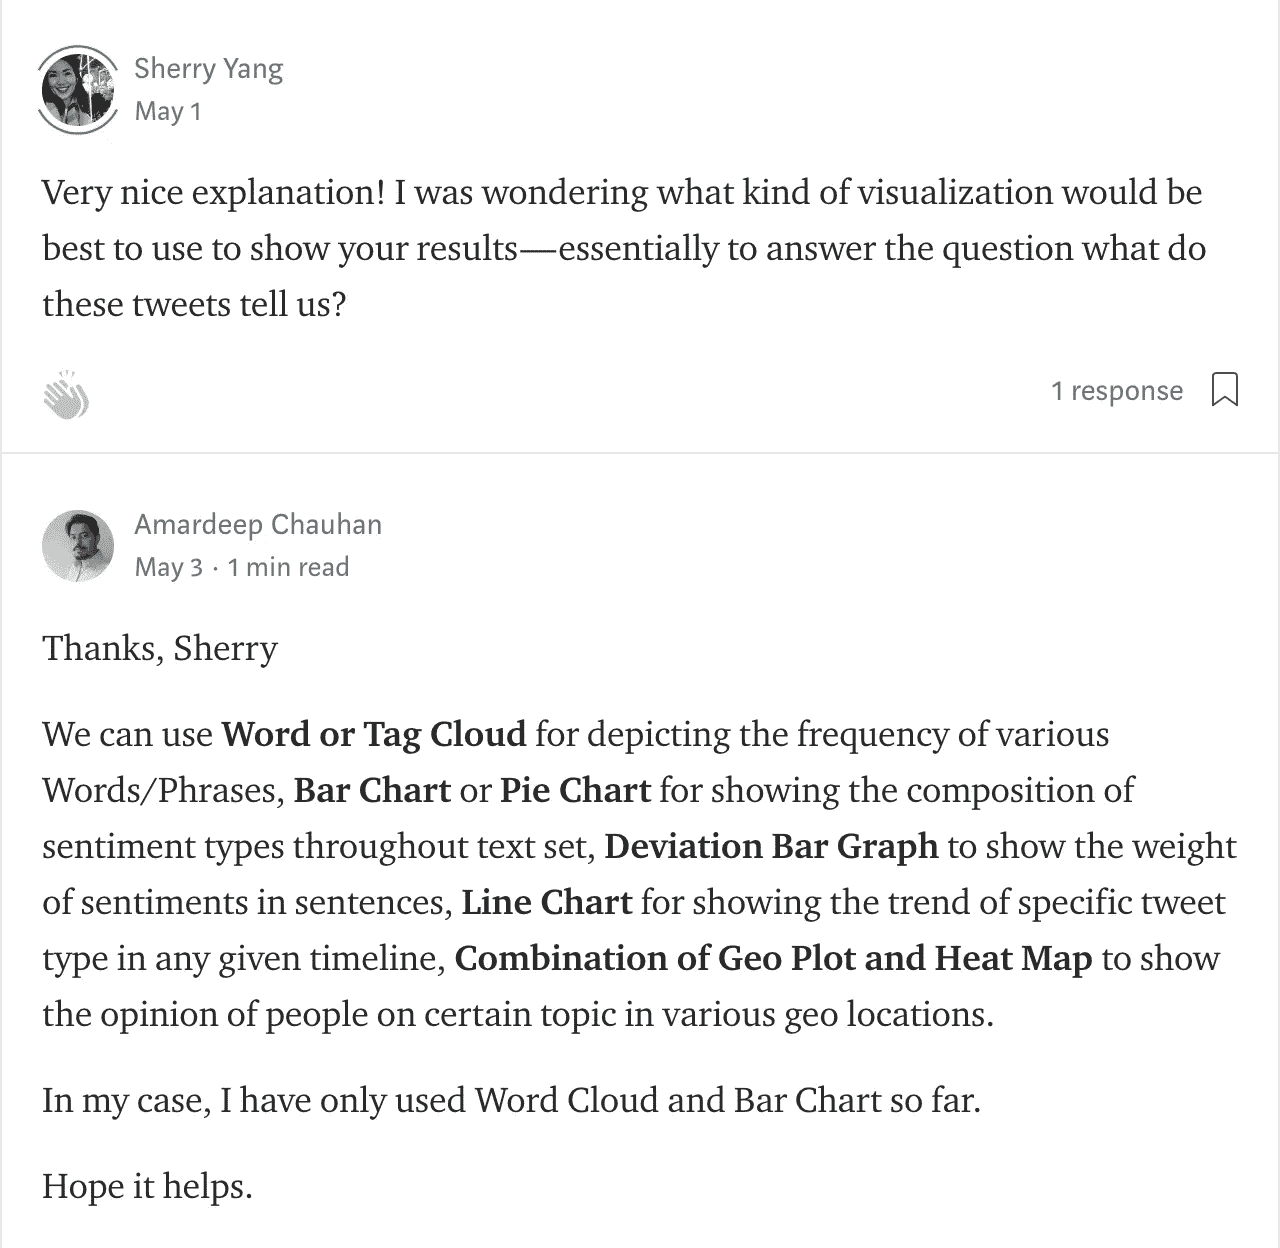 Sherry Yang
May 1
Very nice explanation! I was wondering what kind of visualization would be
best to use to show your results—essentially to answer the question what do
these tweets tell us?
1 response
Amardeep Chauhan
May 3 · 1 min read
Thanks, Sherry
We can use Word or Tag Cloud for depicting the frequency of various
Words/Phrases, Bar Chart or Pie Chart for showing the composition of
sentiment types throughout text set, Deviation Bar Graph to show the weight
of sentiments in sentences, Line Chart for showing the trend of specific tweet
type in any given timeline, Combination of Geo Plot and Heat Map to show
the opinion of people on certain topic in various geo locations.
In my case, I have only used Word Cloud and Bar Chart so far.
Hope it helps.